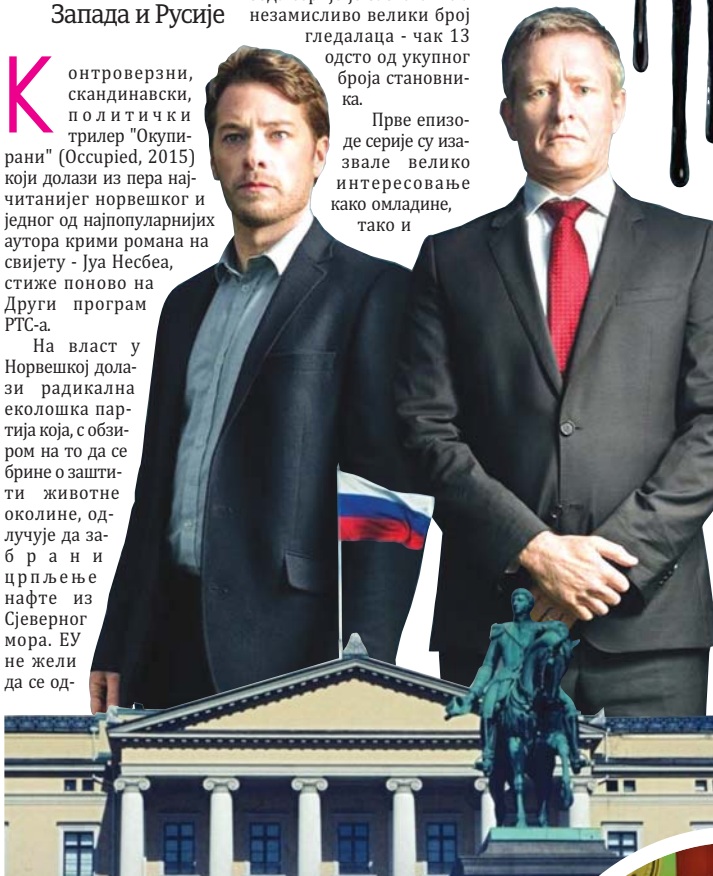 Запада и Русије
Контроверзни,
скандинавски,
политички
трилер "Окупи-
рани" (Occupied, 2015)
који долази из пера нај-
читанијег норвешког и
једног од најпопуларнијих
аутора крими романа на
свијету - Јуа Несбеа,
стиже поново на
Други програм
РТС-а.
На власт у
Норвешкој дола-
зи радикална
еколошка пар-
тија која, с обзи-
ром на то да се
брине о зашти-
ти животне
околине, од-
лучује да за-
брани
црпљење
нафте из
Сјеверног
мора. ЕУ
не жели
да се од-
незамисливо велики број
гледалаца - чак 13
одсто од укупног
броја становни-
ка.
Прве епизо-
де серије су иза-
звале велико
интересовање
како омладине,
тако и